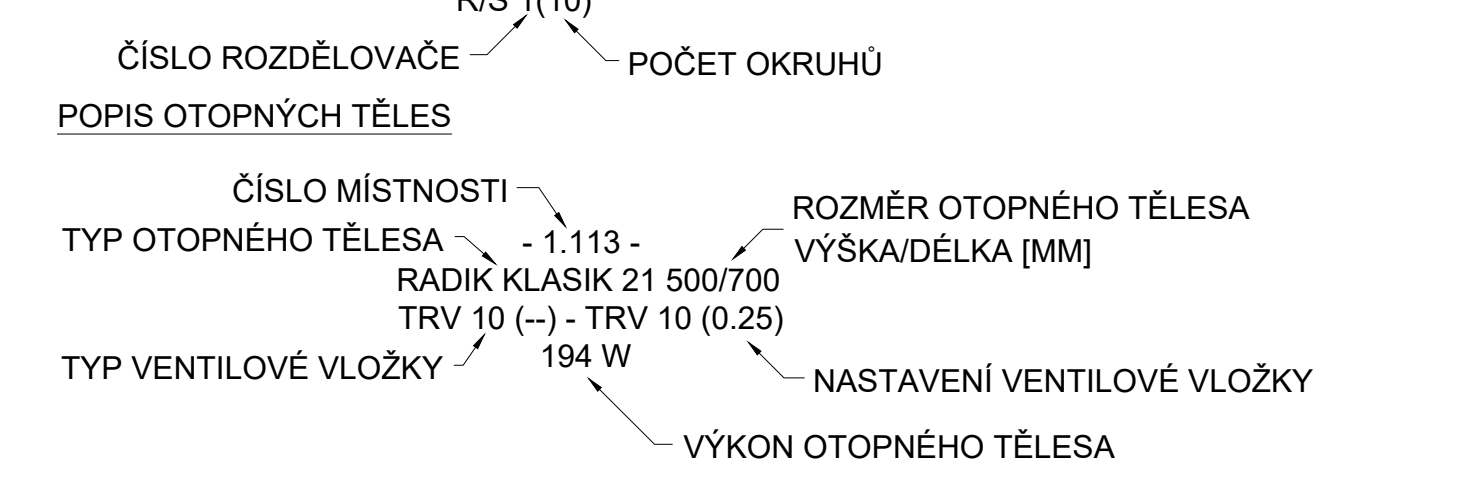 R/S 1(10)
ČÍSLO ROZDĚLOVAČE
POČET OKRUHŮ
POPIS OTOPNÝCH TĚLES
ČÍSLO MÍSTNOSTI
ROZMĚR OTOPNÉHO TĚLESA
VÝŠKA/DÉLKA [MM]
TYP OTOPNÉHO TĚLESA
- 1.113 -
RADIK KLASIK 21 500/700
TRV 10 (--) - TRV 10 (0.25)
194 W
TYP VENTILOVÉ VLOŽKY
NASTAVENÍ VENTILOVÉ VLOŽKY
VÝKON OTOPNÉHO TĚLESA